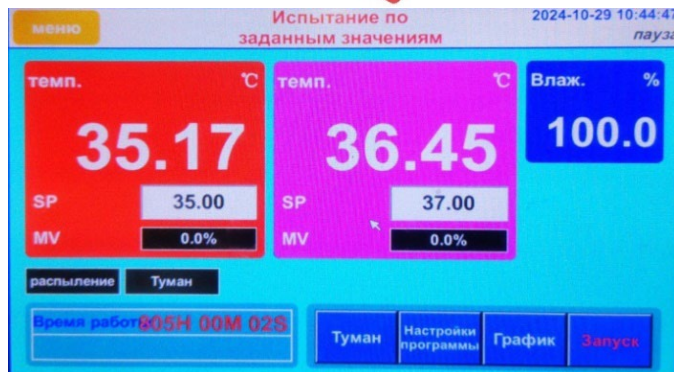 меню
Испытание по
заданным значениям
2024-10-29 10:44:47
пауза
темп. °C
35.17
SP 35.00
MV 0.0%
темп. °C
36.45
SP 37.00
MV 0.0%
Влаж. %
100.0
распыление Туман
Время работы 805H 00M 02S
Туман
Настройки
программы
График
Запуск